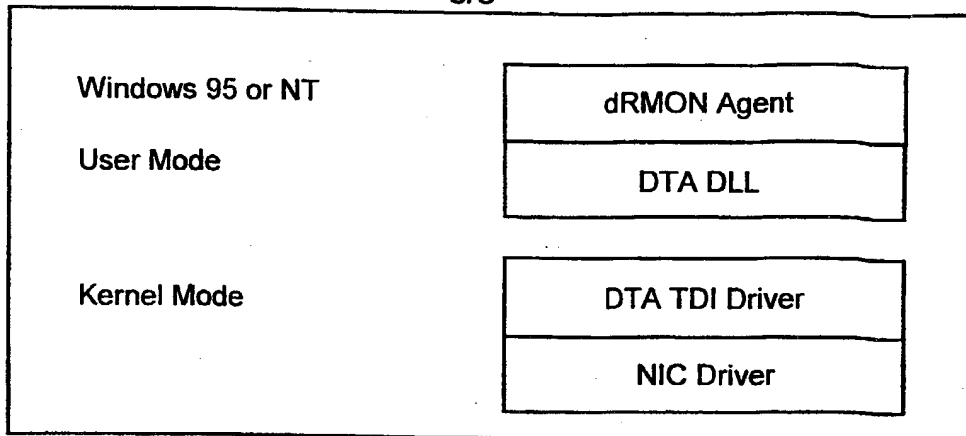 Windows 95 or NT
dRMON Agent
User Mode
DTA DLL
Kernel Mode
DTA TDI Driver
NIC Driver